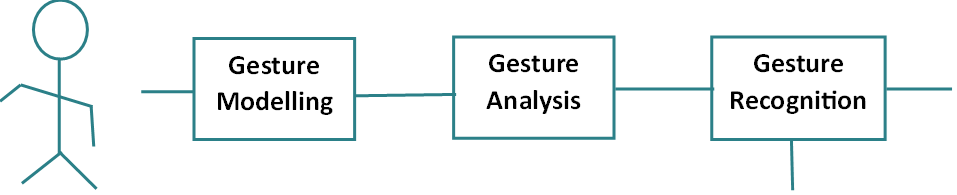 Gesture
Modelling
Gesture
Analysis
Gesture
Recognition